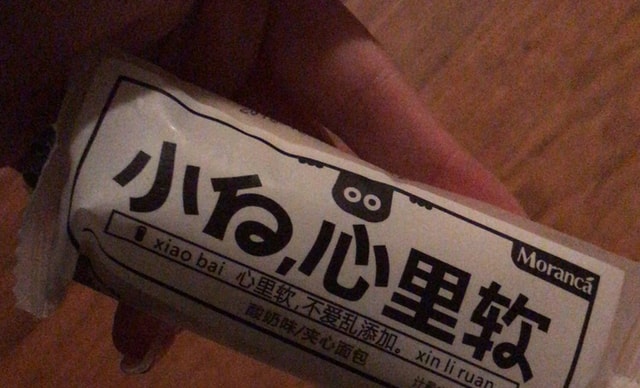 Morancá
小白,心里软
xiao bai 心里软,不爱乱添加。 xin li ruan
酸奶味/夹心面包